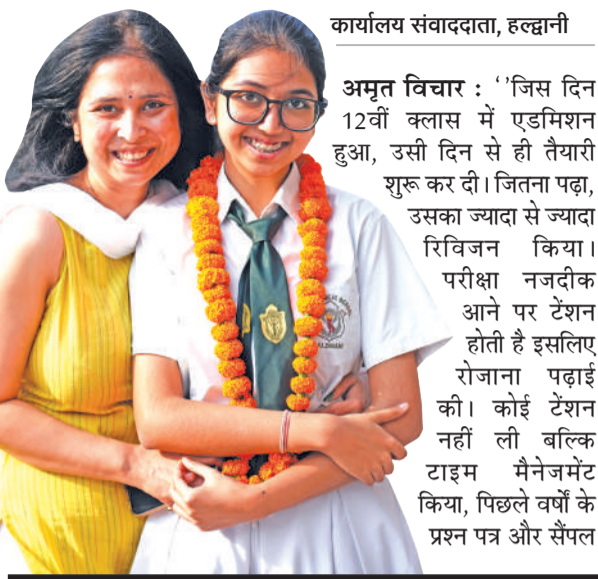 कार्यालय संवाददाता, हल्द्वानी
अमृत विचार : ‘’जिस दिन
12वीं क्लास में एडमिशन
हुआ, उसी दिन से ही तैयारी
शुरू कर दी। जितना पढ़ा,
उसका ज्यादा से ज्यादा
रिविजन किया।
परीक्षा नजदीक
आने पर टेंशन
होती है इसलिए
रोजाना पढ़ाई
की। कोई टेंशन
नहीं ली बल्कि
टाइम मैनेजमेंट
किया, पिछले वर्षों के
प्रश्न पत्र और सैंपल